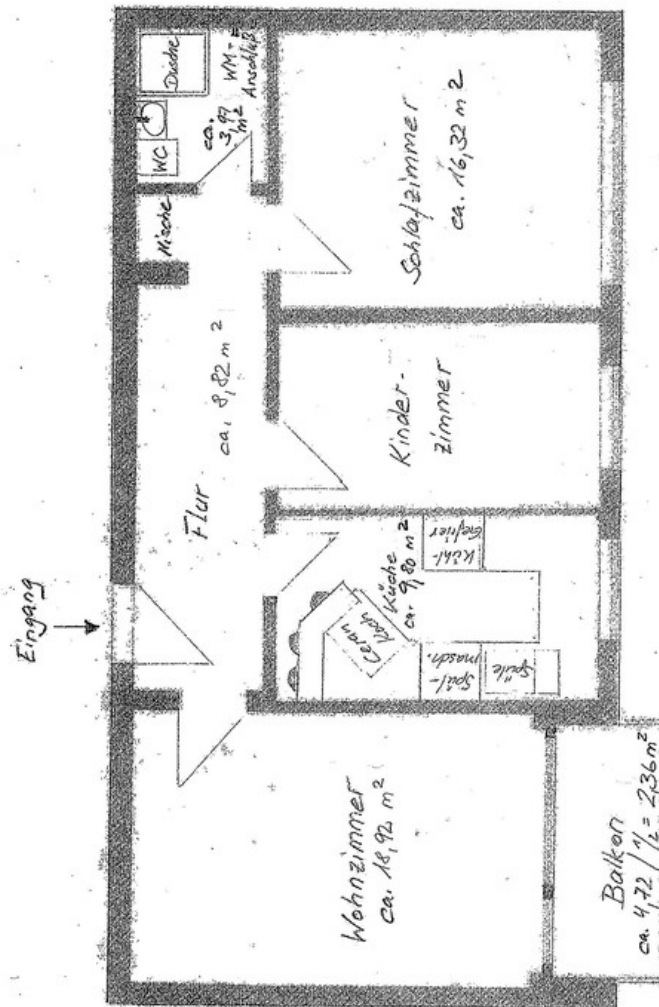 Eingang
Flur
ca. 8,82 m²
Nische
WC
Dusche
WM-
Anschluß
ca.
3,97
m²
Wohnzimmer
ca. 18,92 m²
Küche
ca. 9,80 m²
Ceran
Koch
Spül-
masch.
Spüle
Kühl-
Gefrier
Kinder-
zimmer
Schlafzimmer
ca. 16,32 m²
Balkon
ca. 4,72 / ½ = 2,36 m²